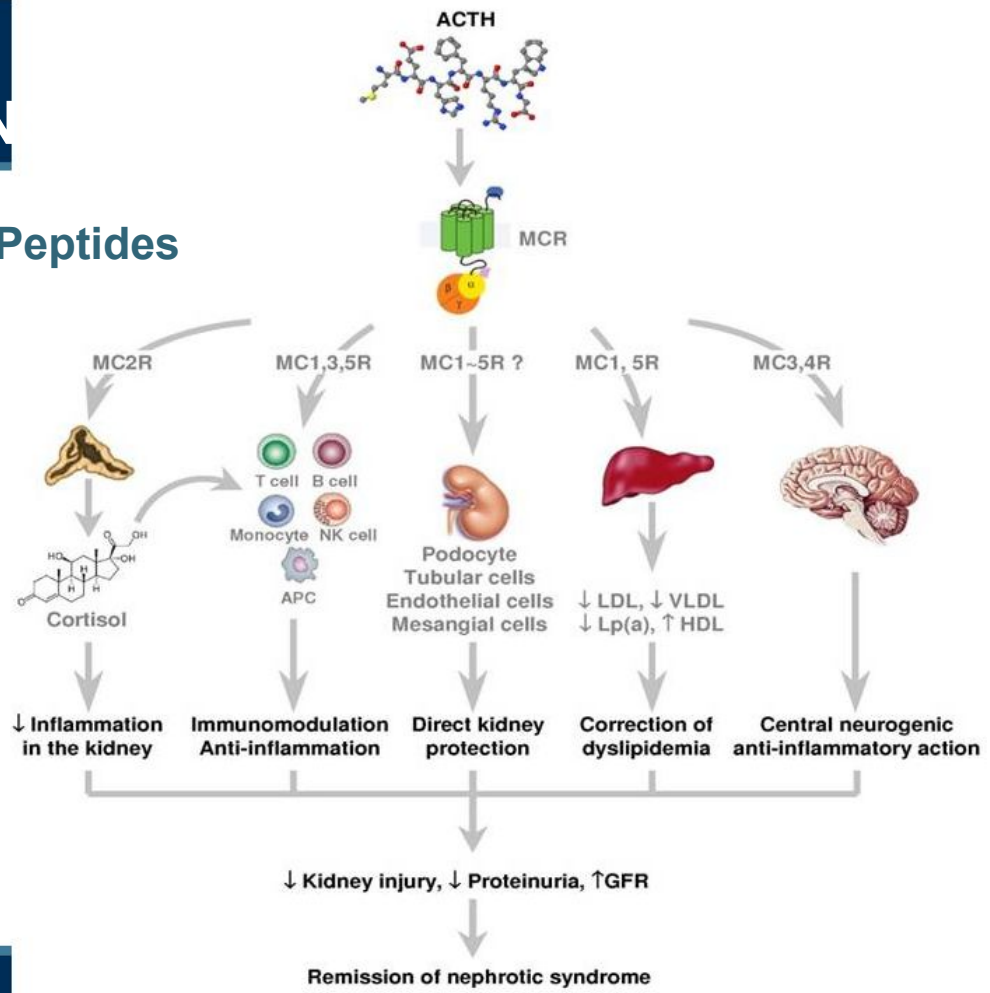 ACTH
N
Peptides
MCR
β α
γ
MC2R
MC1,3,5R
MC1~5R ?
MC1, 5R
MC3,4R
T cell B cell
Monocyte NK cell
APC
O
OH
HO
OH
H
H
H
O
Cortisol
Podocyte
Tubular cells
Endothelial cells
Mesangial cells
↓ LDL, ↓ VLDL
↓ Lp(a), ↑ HDL
↓ Inflammation
in the kidney
Immunomodulation
Anti-inflammation
Direct kidney
protection
Correction of
dyslipidemia
Central neurogenic
anti-inflammatory action
↓ Kidney injury, ↓ Proteinuria, ↑GFR
Remission of nephrotic syndrome